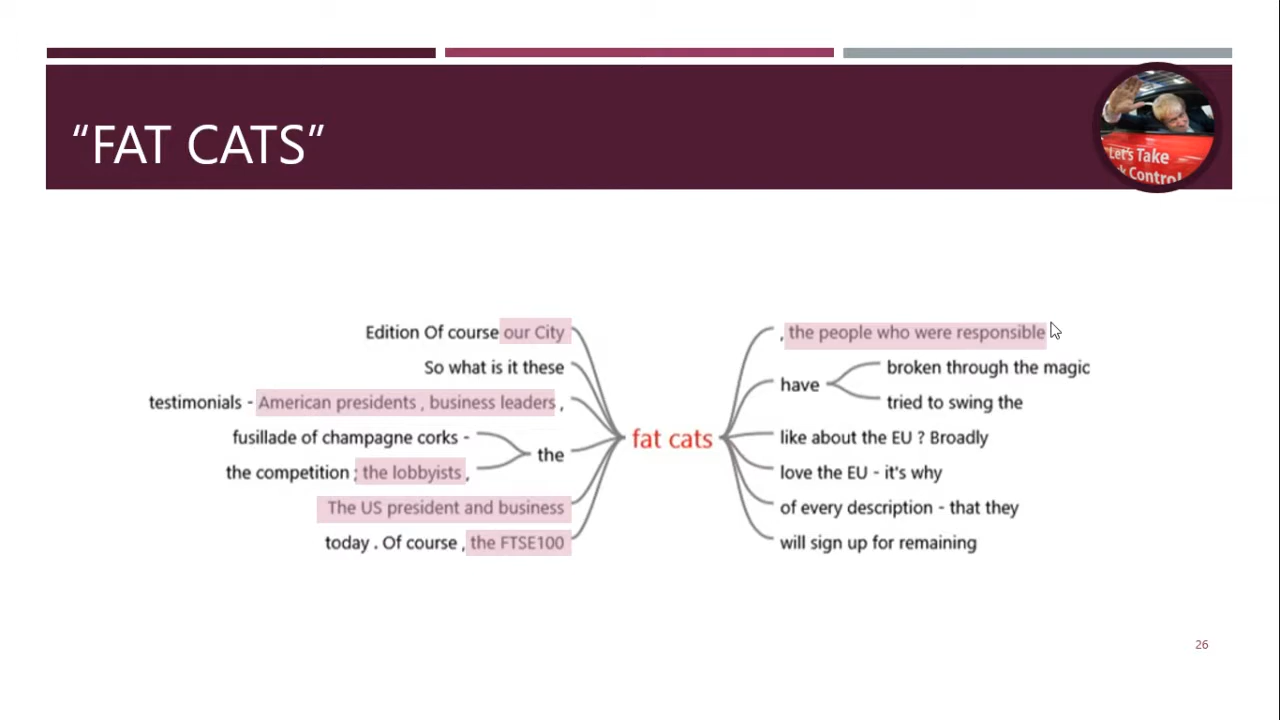 “FAT CATS”
Let's Take
k Control
Edition Of course our City
So what is it these
testimonials - American presidents , business leaders ,
fusillade of champagne corks -
the competition ; the lobbyists ,
the
The US president and business
today . Of course , the FTSE100
fat cats
, the people who were responsible
have
broken through the magic
tried to swing the
like about the EU ? Broadly
love the EU - it's why
of every description - that they
will sign up for remaining
26